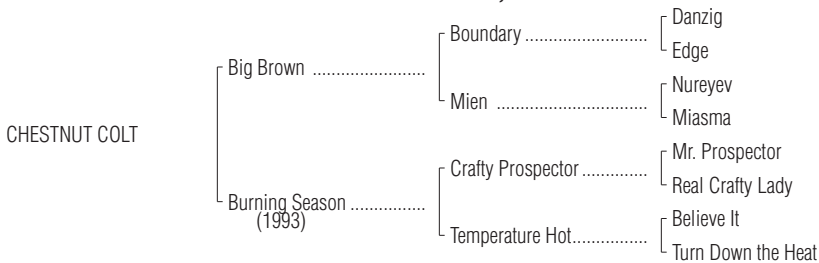 Danzig
Boundary ..............................
Edge
Big Brown ........................
Nureyev
Mien .....................................
Miasma
CHESTNUT COLT
Mr. Prospector
Crafty Prospector ................
Real Crafty Lady
Burning Season ................
(1993)
Believe It
Temperature Hot..................
Turn Down the Heat